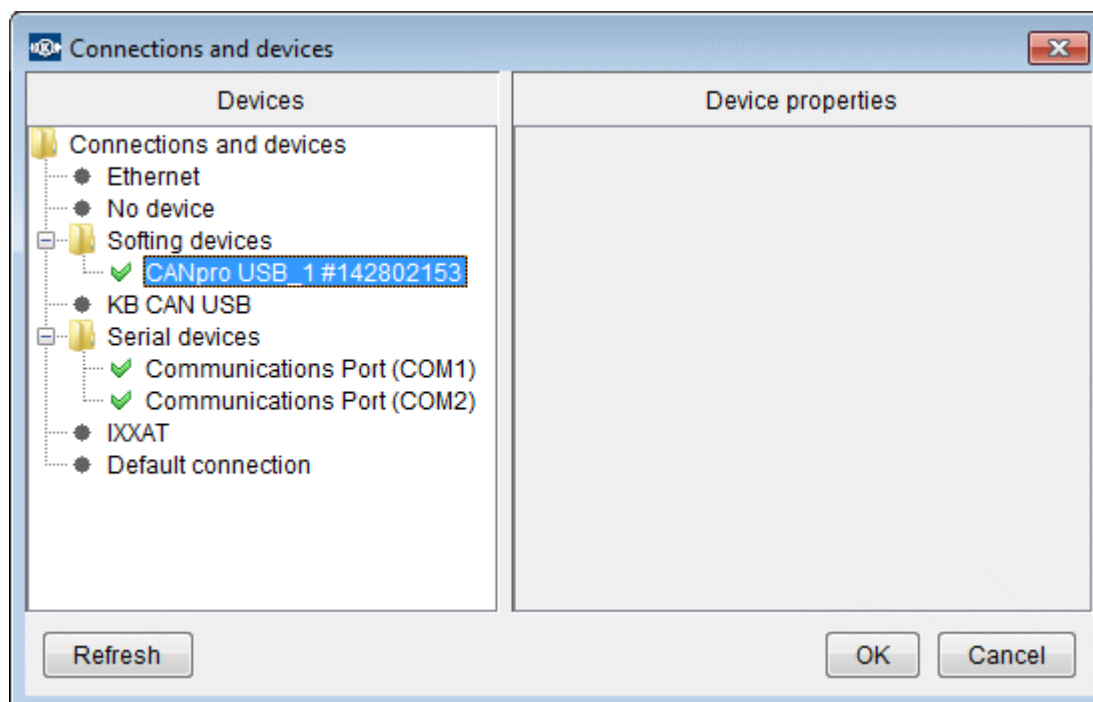 Connections and devices
Devices
Device properties
Connections and devices
Ethernet
No device
Softing devices
CANpro USB_1 #142802153
KB CAN USB
Serial devices
Communications Port (COM1)
Communications Port (COM2)
IXXAT
Default connection
Refresh
OK
Cancel